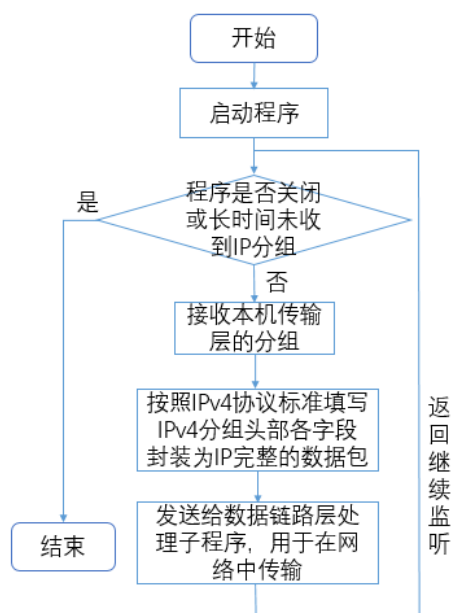 开始
启动程序
程序是否关闭
或长时间未收
到IP分组
是
否
接收本机传输
层的分组
按照IPv4协议标准填写
IPv4分组头部各字段
封装为IP完整的数据包
发送给数据链路层处
理子程序，用于在网
络中传输
结束
返
回
继
续
监
听